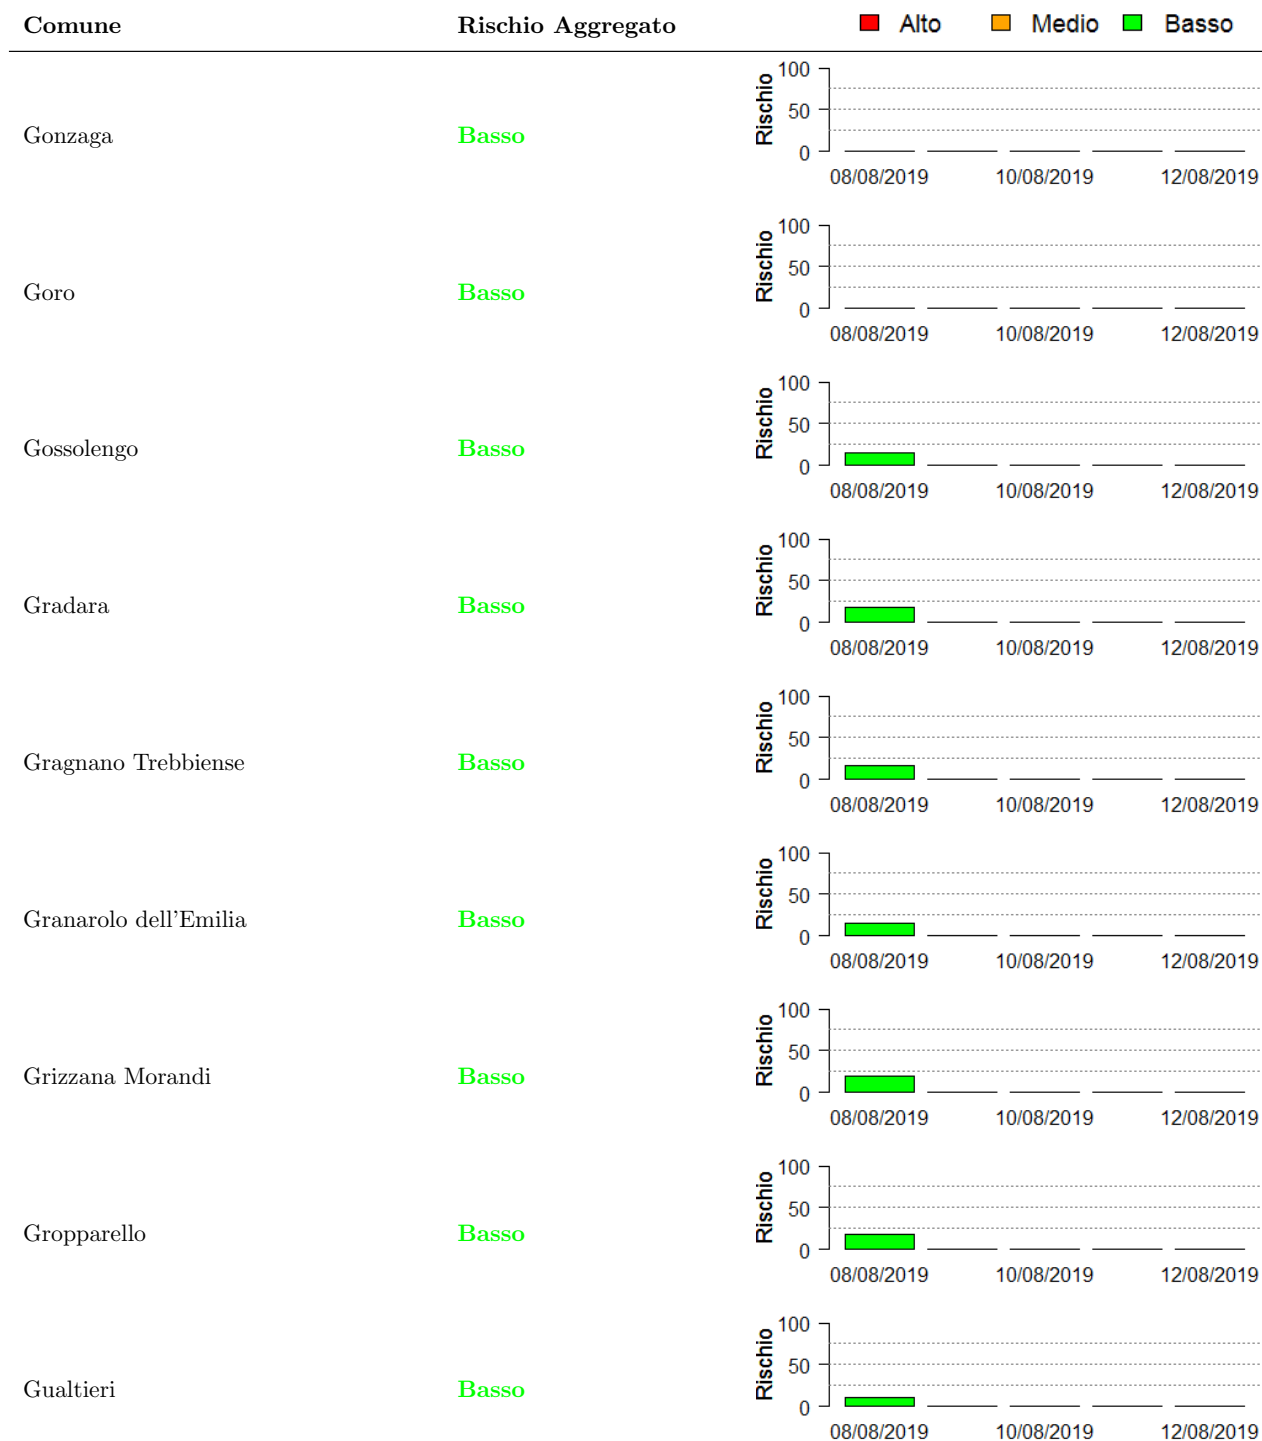 Comune Rischio Aggregato Alto Medio Basso
100
50
0
Rischio
Gonzaga Basso
08/08/2019 10/08/2019 12/08/2019
100
50
0
Rischio
Goro Basso
08/08/2019 10/08/2019 12/08/2019
100
50
0
Rischio
Gossolengo Basso
08/08/2019 10/08/2019 12/08/2019
100
50
0
Rischio
Gradara Basso
08/08/2019 10/08/2019 12/08/2019
100
50
0
Rischio
Gragnano Trebbiense Basso
08/08/2019 10/08/2019 12/08/2019
100
50
0
Rischio
Granarolo dell'Emilia Basso
08/08/2019 10/08/2019 12/08/2019
100
50
0
Rischio
Grizzana Morandi Basso
08/08/2019 10/08/2019 12/08/2019
100
50
0
Rischio
Gropparello Basso
08/08/2019 10/08/2019 12/08/2019
100
50
0
Rischio
Gualtieri Basso
08/08/2019 10/08/2019 12/08/2019